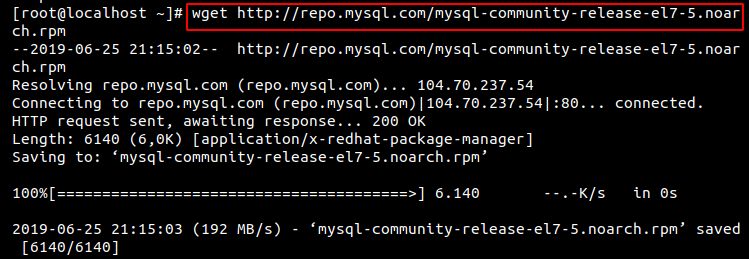 [root@localhost ~]# wget http://repo.mysql.com/mysql-community-release-el7-5.noar
ch.rpm
--2019-06-25 21:15:02--  http://repo.mysql.com/mysql-community-release-el7-5.noar
ch.rpm
Resolving repo.mysql.com (repo.mysql.com)... 104.70.237.54
Connecting to repo.mysql.com (repo.mysql.com)|104.70.237.54|:80... connected.
HTTP request sent, awaiting response... 200 OK
Length: 6140 (6,0K) [application/x-redhat-package-manager]
Saving to: ‘mysql-community-release-el7-5.noarch.rpm’

100%[=======================================>] 6.140       --.-K/s   in 0s

2019-06-25 21:15:03 (192 MB/s) - ‘mysql-community-release-el7-5.noarch.rpm’ saved
 [6140/6140]